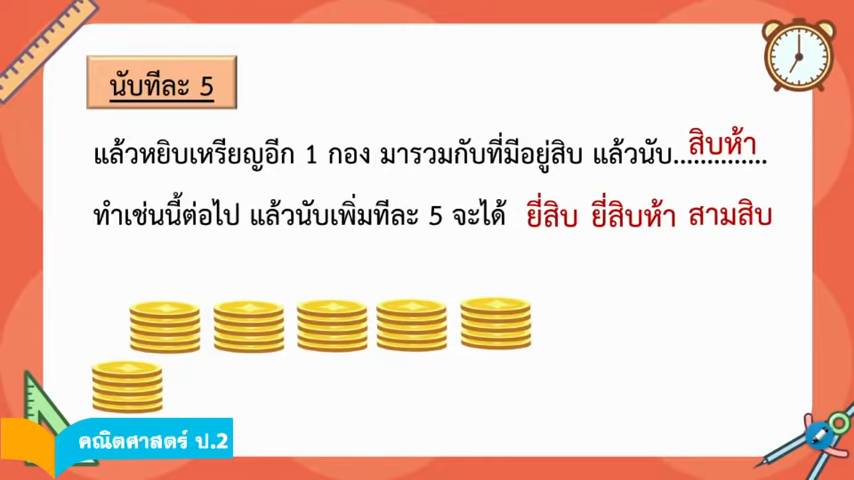 นับทีละ 5
แล้วหยิบเหรียญอีก 1 กอง มารวมกับที่มีอยู่สิบ แล้วนับ..............สิบห้า
ทำเช่นนี้ต่อไป แล้วนับเพิ่มทีละ 5 จะได้ ยี่สิบ ยี่สิบห้า สามสิบ
คณิตศาสตร์ ป.2